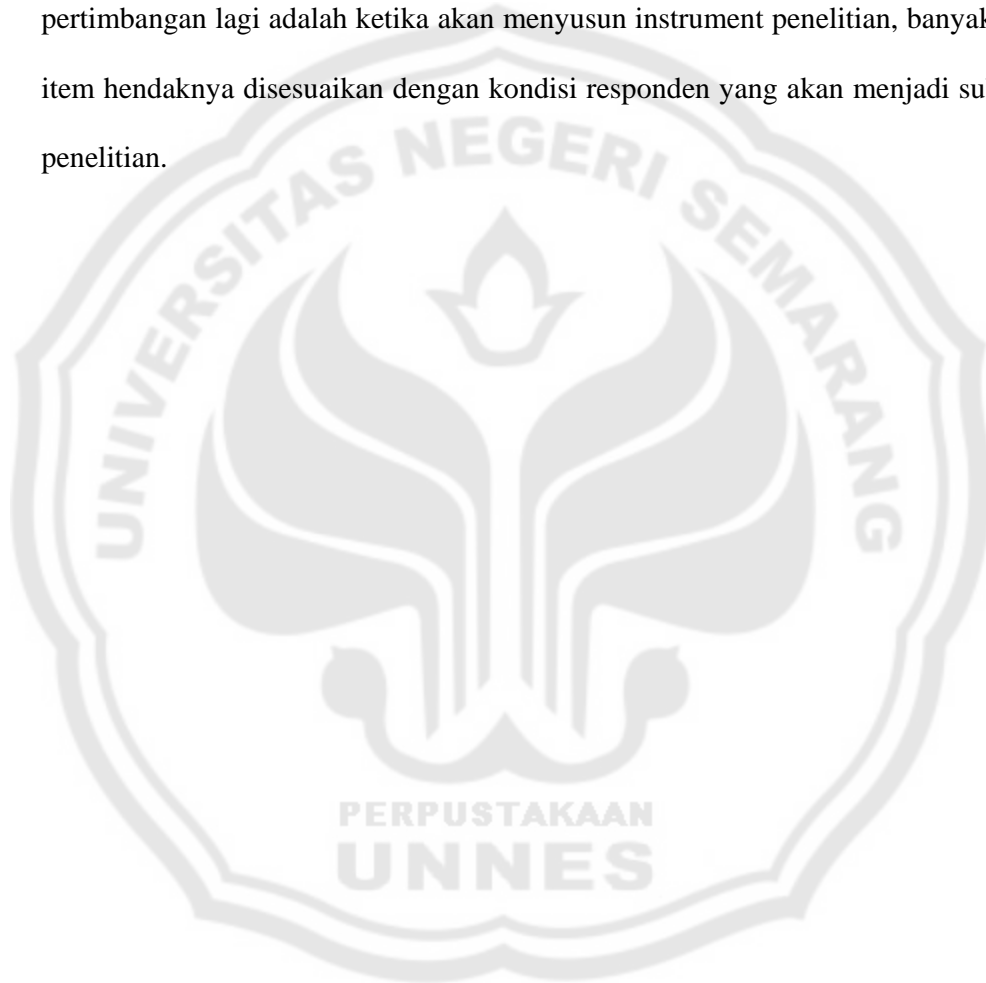 pertimbangan lagi adalah ketika akan menyusun instrument penelitian, banyak
item hendaknya disesuaikan dengan kondisi responden yang akan menjadi su
penelitian.
UNIVERSITAS NEGERI SEMARANG
PERPUSTAKAAN
UNNES